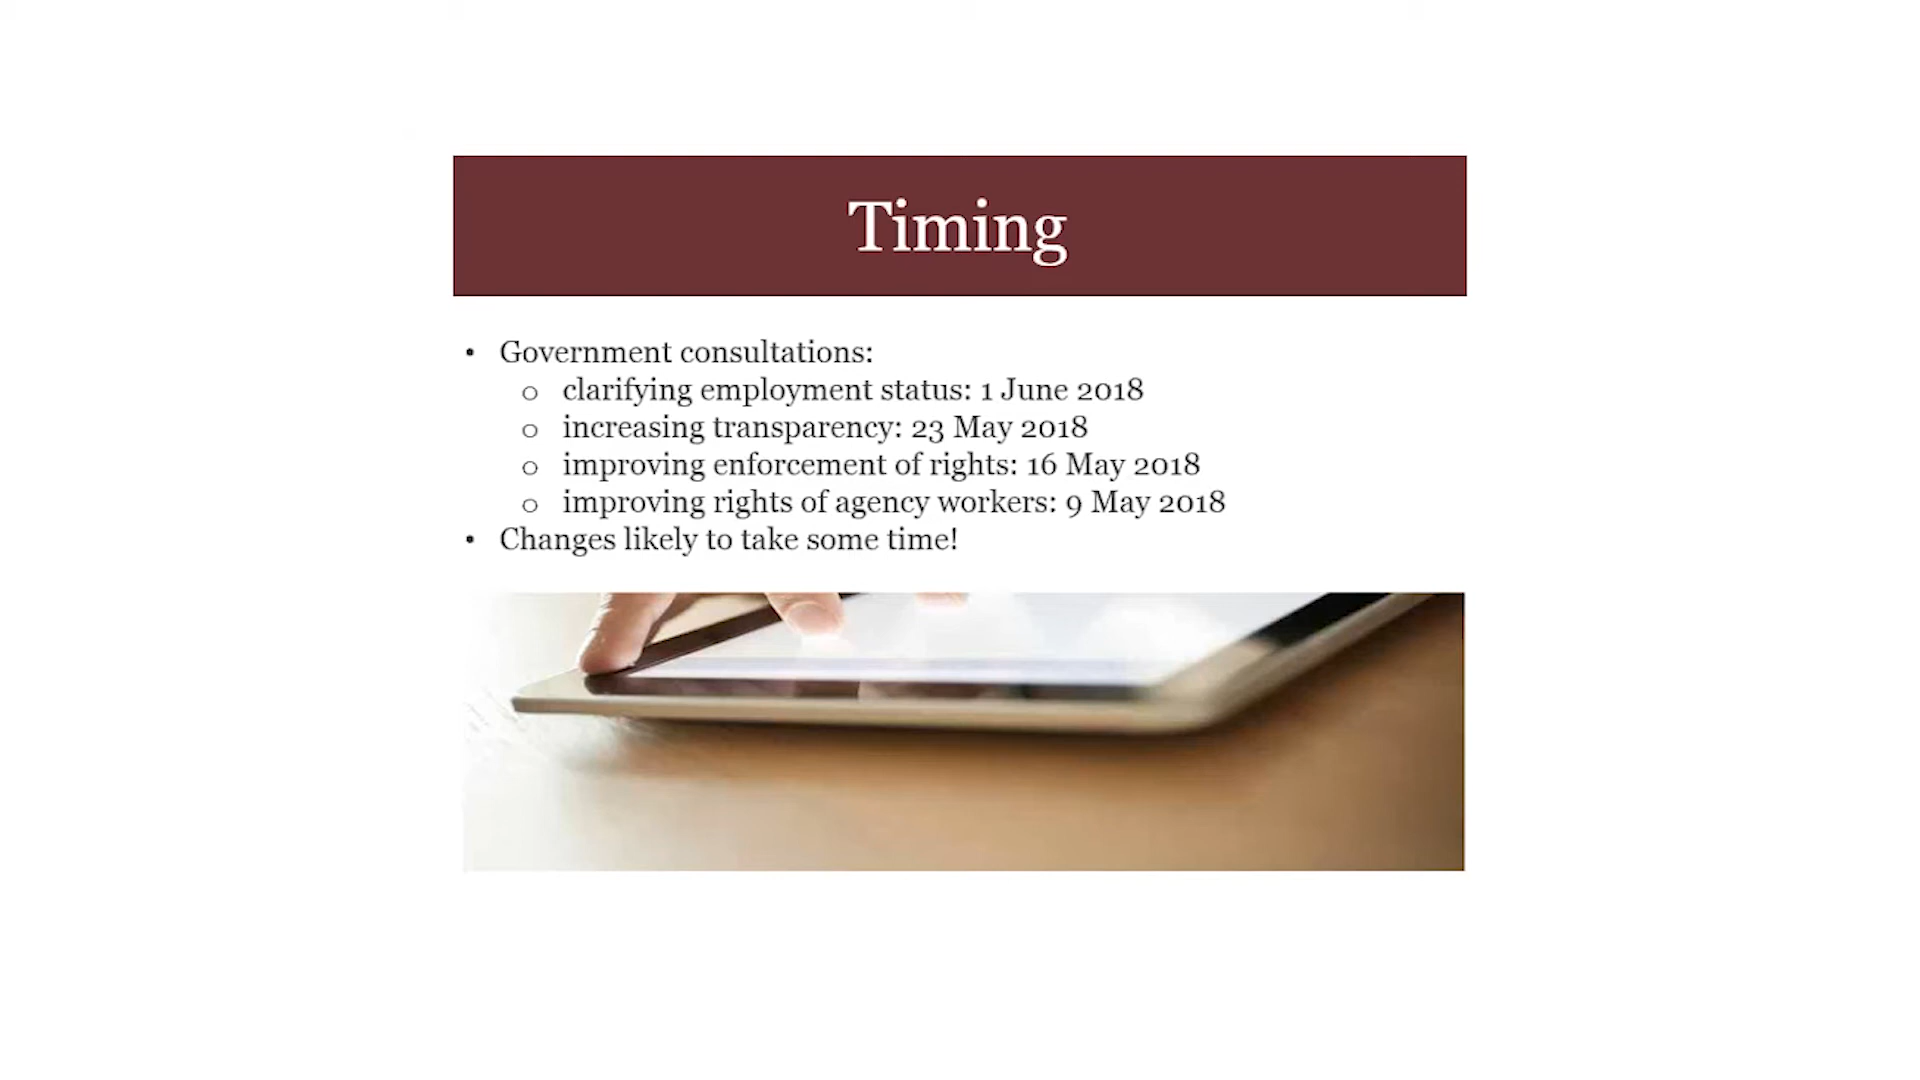 Timing
• Government consultations:
o clarifying employment status: 1 June 2018
o increasing transparency: 23 May 2018
o improving enforcement of rights: 16 May 2018
o improving rights of agency workers: 9 May 2018
• Changes likely to take some time!